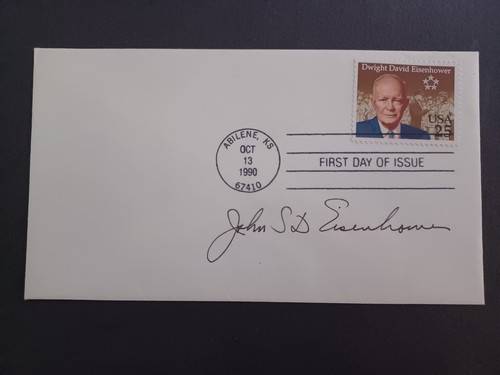 Dwight David Eisenhower
USA
25
ABILENE, KS
OCT
13
1990
67410
FIRST DAY OF ISSUE
John S D Eisenhower